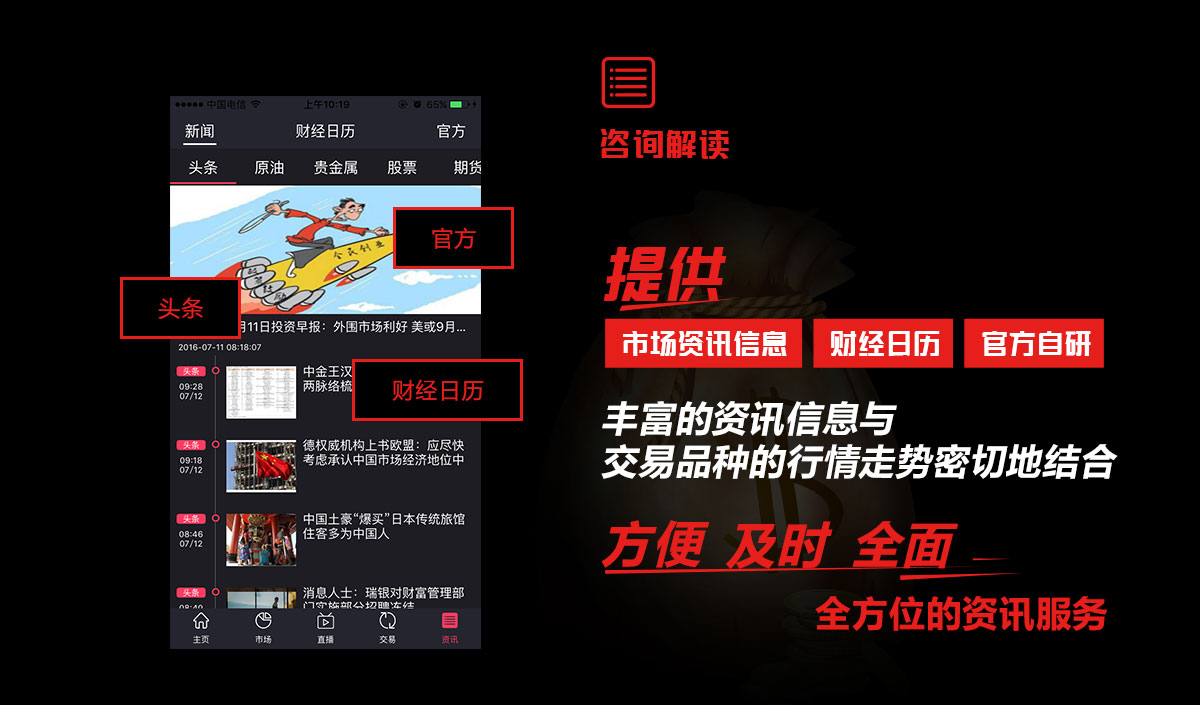 中国电信 上午10:19 65%
新闻 财经日历 官方
头条 原油 贵金属 股票 期货
全民创业
官方
头条
月11日投资早报：外围市场利好 美或9月...
2016-07-11 08:18:07
头条
09:28
07/12
中金王汉
两脉络梳
财经日历
头条
09:18
07/12
德权威机构上书欧盟：应尽快
考虑承认中国市场经济地位中
头条
08:46
07/12
中国土豪“爆买”日本传统旅馆
住客多为中国人
头条
消息人士：瑞银对财富管理部
门实施部分招聘冻结
主页 市场 直播 交易 资讯
咨询解读
提供
市场资讯信息 财经日历 官方自研
丰富的资讯信息与
交易品种的行情走势密切地结合
方便 及时 全面
全方位的资讯服务